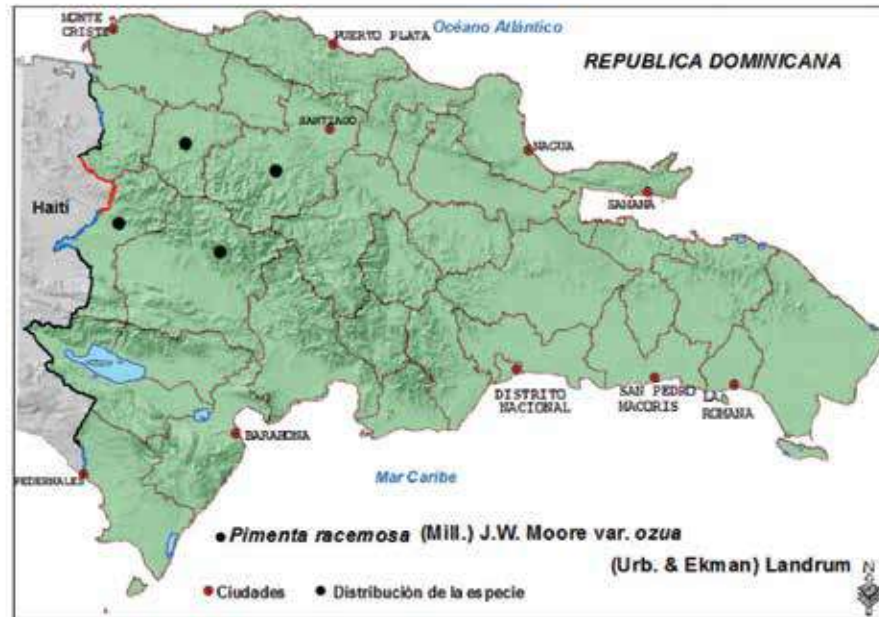 MONTE
CRISTI
PUERTO PLATA
Océano Atlántico
REPUBLICA DOMINICANA
SANTIAGO
NAGUA
SAMANA
Haití
DISTRITO
NACIONAL
SAN PEDRO
MACORIS
LA
ROMANA
BARAHONA
PEDERNALES
Mar Caribe
Pimenta racemosa (Mill.) J.W. Moore var. ozua
(Urb. & Ekman) Landrum
N
Ciudades
Distribución de la especie